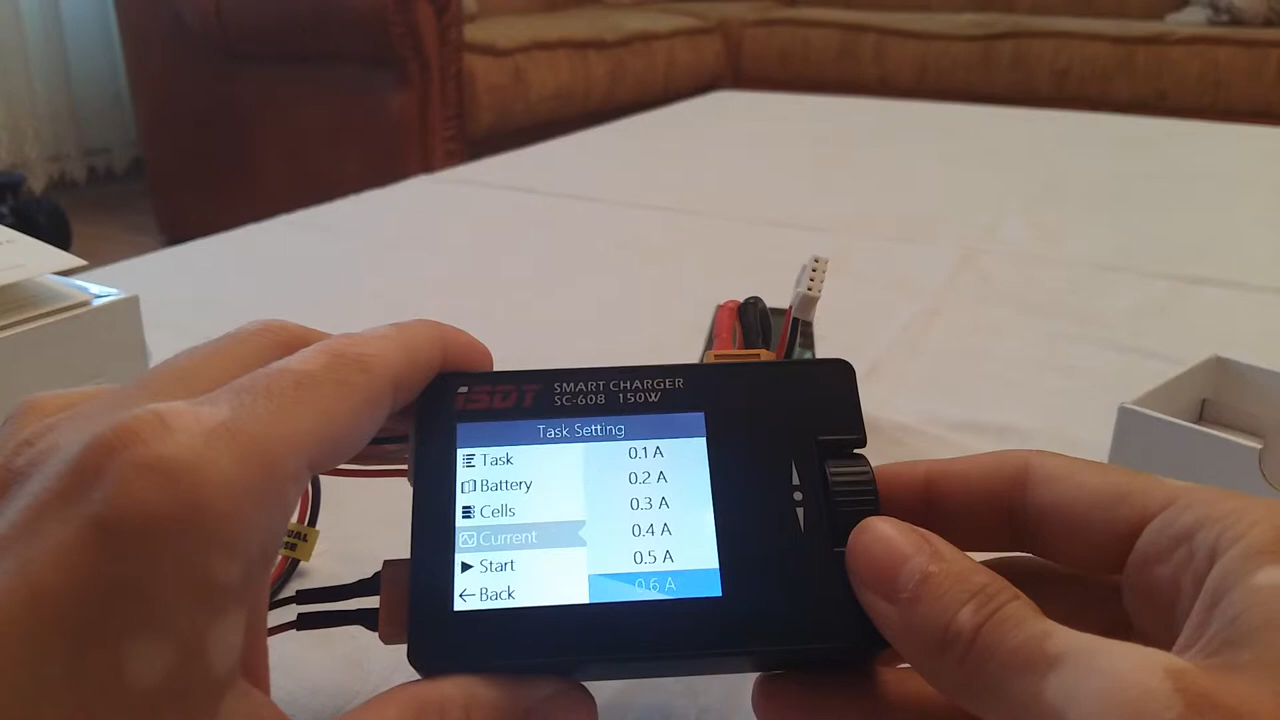 iSDT
SMART CHARGER
SC-608 150W
Task Setting
Task
Battery
Cells
Current
Start
Back
0.1 A
0.2 A
0.3 A
0.4 A
0.5 A
0.6 A